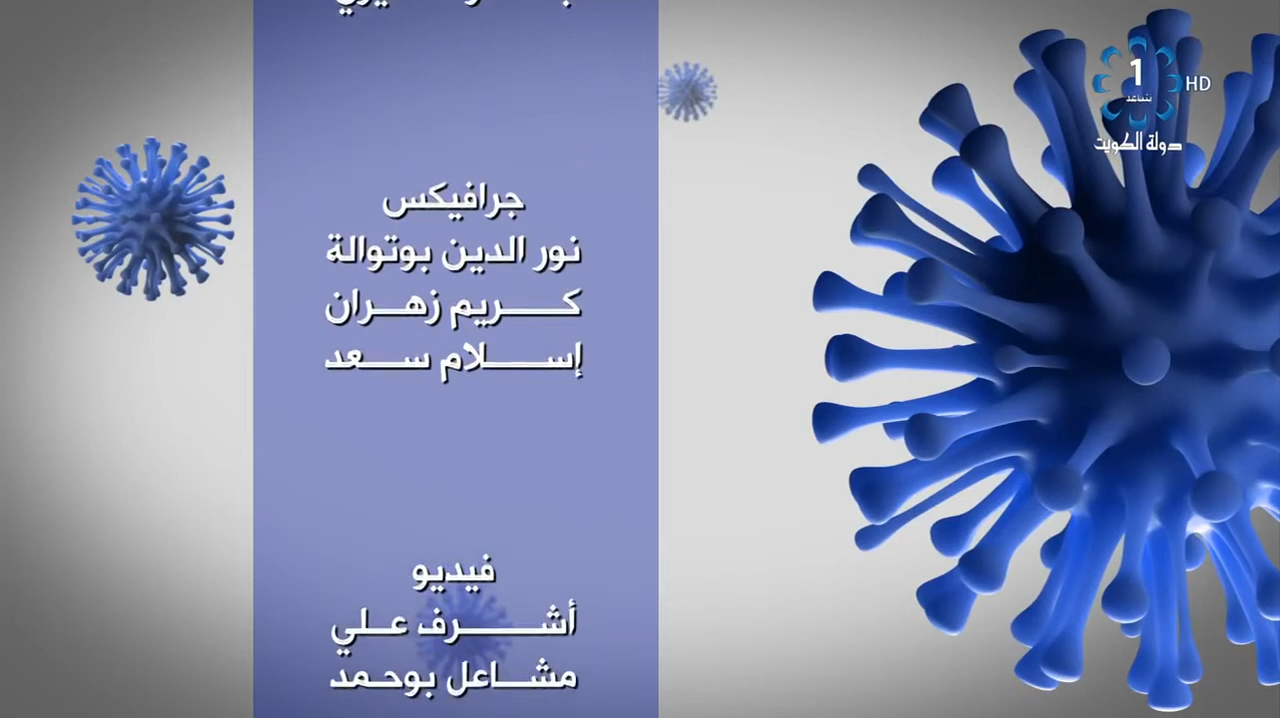 جرافيكس
نور الدين بوتوالة
كريم زهران
إسلام سعد
فيديو
أشرف علي
مشاعل بوحمد
1
HD
دولة الكويت